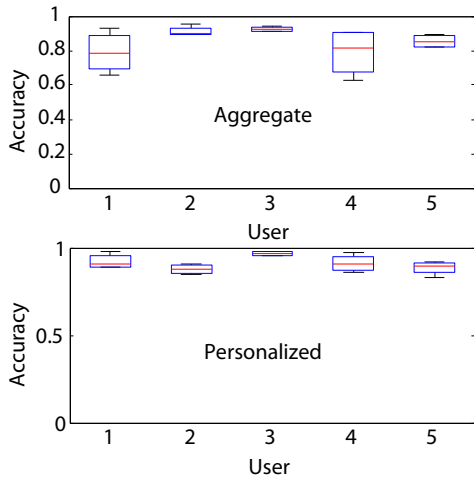 1
0.8
0.6
0.4
0.2
0
Accuracy
Aggregate
1 2 3 4 5
User
1
0.5
0
Accuracy
Personalized
1 2 3 4 5
User